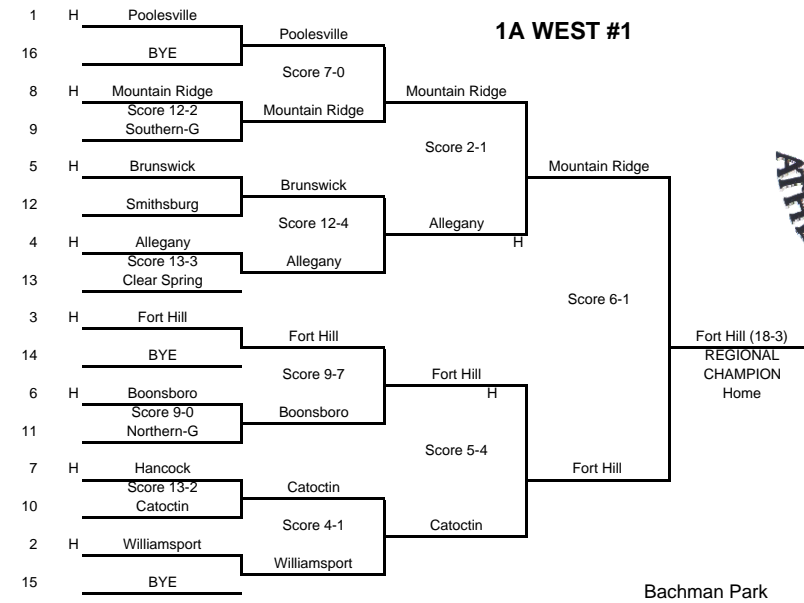 1A WEST #1
1 H Poolesville
16 BYE
8 H Mountain Ridge
Score 12-2
9 Southern-G
5 H Brunswick
12 Smithsburg
4 H Allegany
Score 13-3
13 Clear Spring
3 H Fort Hill
14 BYE
6 H Boonsboro
Score 9-0
11 Northern-G
7 H Hancock
Score 13-2
10 Catoctin
2 H Williamsport
15 BYE
Poolesville
Score 7-0
Mountain Ridge
Brunswick
Score 12-4
Allegany
Fort Hill
Score 9-7
Boonsboro
Catoctin
Score 4-1
Williamsport
Mountain Ridge
Score 2-1
Allegany
H
Fort Hill
H
Score 5-4
Catoctin
Mountain Ridge
Score 6-1
Fort Hill
Fort Hill (18-3)
REGIONAL
CHAMPION
Home
Bachman Park